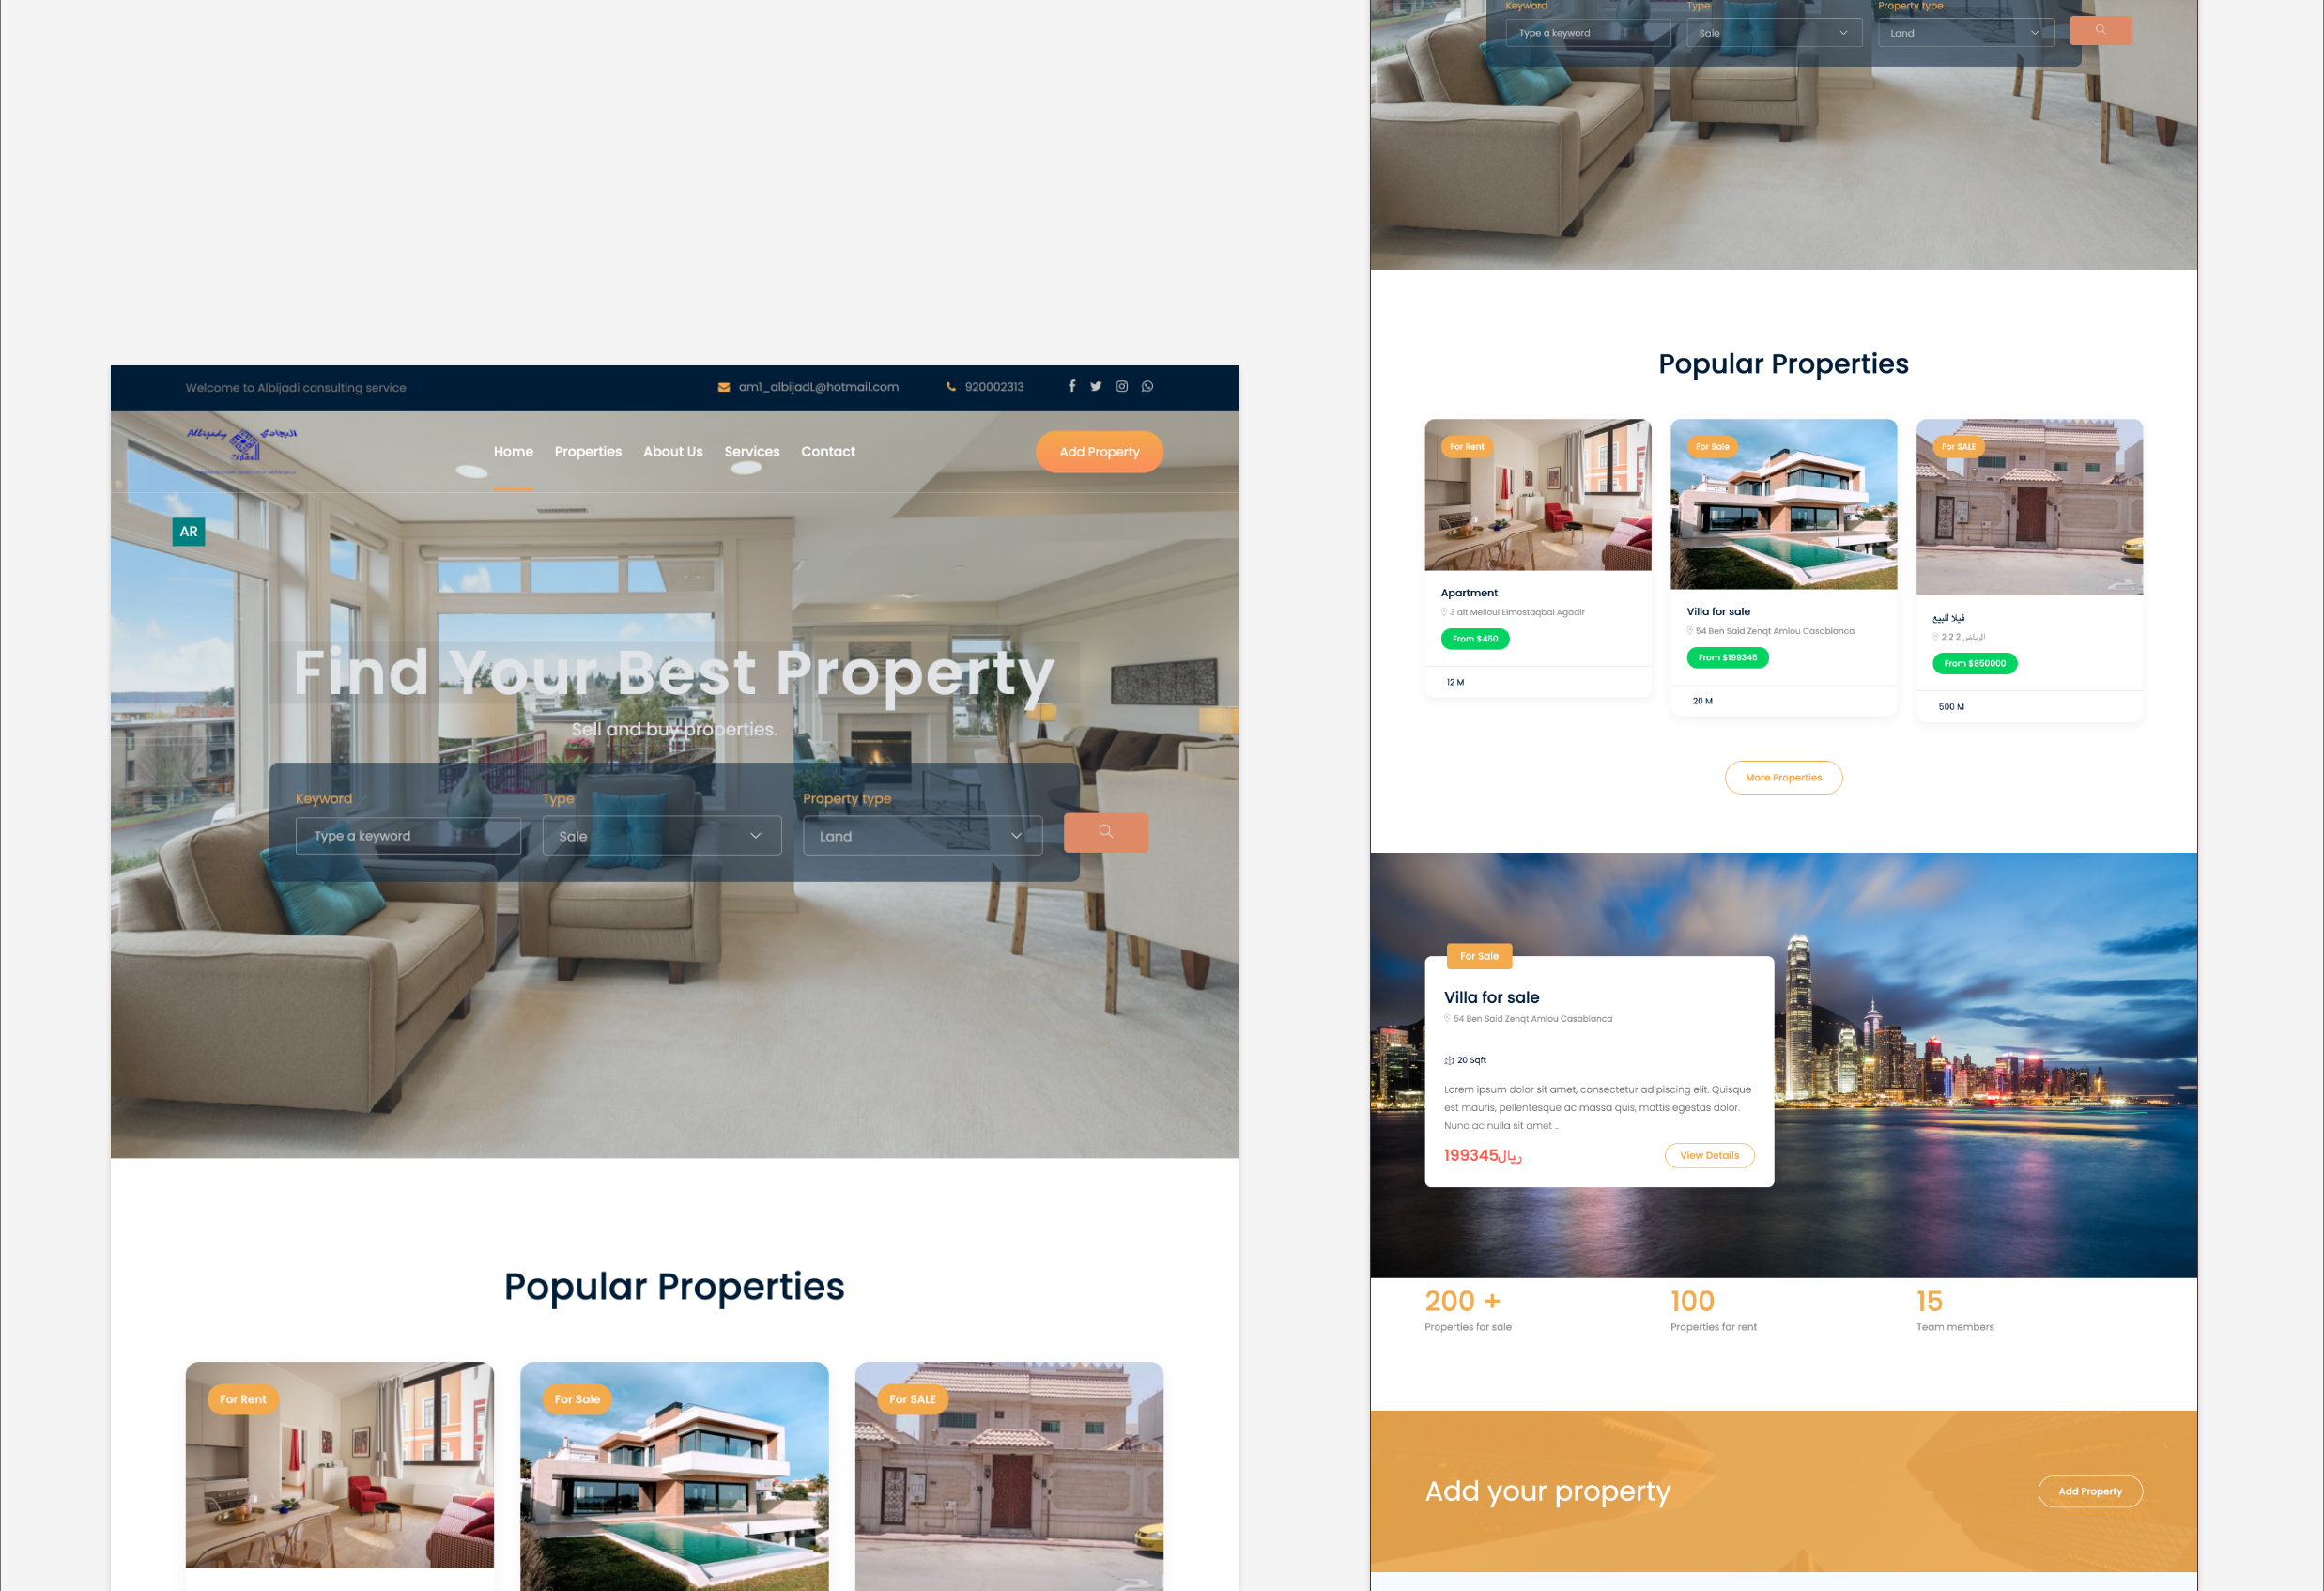 Welcome to Albijadi consulting service
am1_albijadL@hotmail.com
920002313
Albijady البجادي
Home
Properties
About Us
Services
Contact
Add Property
AR
Find Your Best Property
Sell and buy properties.
Keyword
Type
Property type
Type a keyword
Sale
Land
Popular Properties
For Rent
For Sale
For SALE
Keyword
Type
Property type
Type a keyword
Sale
Land
Popular Properties
For Rent
Apartment
3 ait Melloul Elmostaqbal Agadir
From $450
12 M
For Sale
Villa for sale
54 Ben Said Zenqt Amlou Casablanca
From $199345
20 M
For SALE
فيلا للبيع
الرياض 2 2 2
From $850000
500 M
More Properties
For Sale
Villa for sale
54 Ben Said Zenqt Amlou Casablanca
20 Sqft
Lorem ipsum dolor sit amet, consectetur adipiscing elit. Quisque
est mauris, pellentesque ac massa quis, mattis egestas dolor.
Nunc ac nulla sit amet ..
199345ريال
View Details
200 +
Properties for sale
100
Properties for rent
15
Team members
Add your property
Add Property